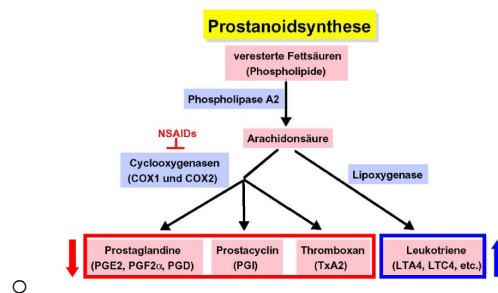 Prostanoidsynthese
veresterte Fettsäuren
(Phospholipide)
Phospholipase A2
NSAIDs
Arachidonsäure
Cyclooxygenasen
(COX1 und COX2)
Lipoxygenase
Prostaglandine
(PGE2, PGF2α, PGD)
Prostacyclin
(PGI)
Thromboxan
(TxA2)
Leukotriene
(LTA4, LTC4, etc.)